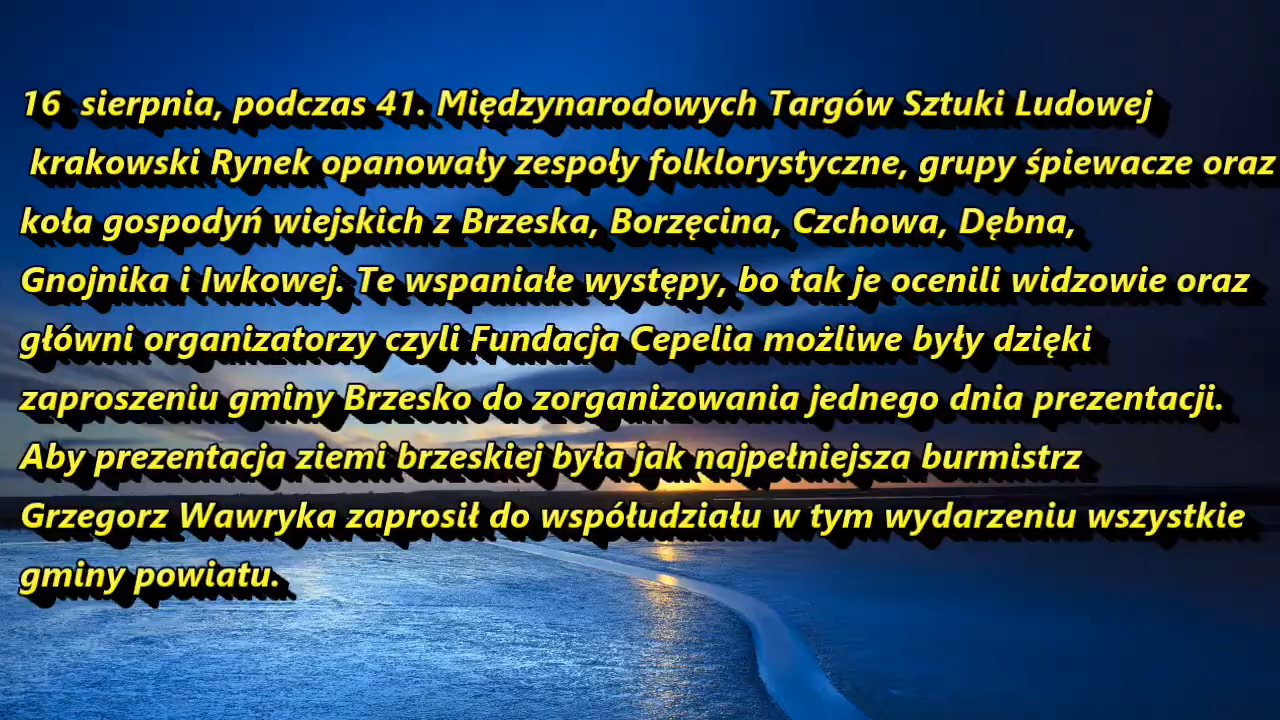 16 sierpnia, podczas 41. Międzynarodowych Targów Sztuki Ludowej
krakowski Rynek opanowały zespoły folklorystyczne, grupy śpiewacze oraz
koła gospodyń wiejskich z Brzeska, Borzęcina, Czchowa, Dębna,
Gnojnika i Iwkowej. Te wspaniałe występy, bo tak je ocenili widzowie oraz
główni organizatorzy czyli Fundacja Cepelia możliwe były dzięki
zaproszeniu gminy Brzesko do zorganizowania jednego dnia prezentacji.
Aby prezentacja ziemi brzeskiej była jak najpełniejsza burmistrz
Grzegorz Wawryka zaprosił do współudziału w tym wydarzeniu wszystkie
gminy powiatu.